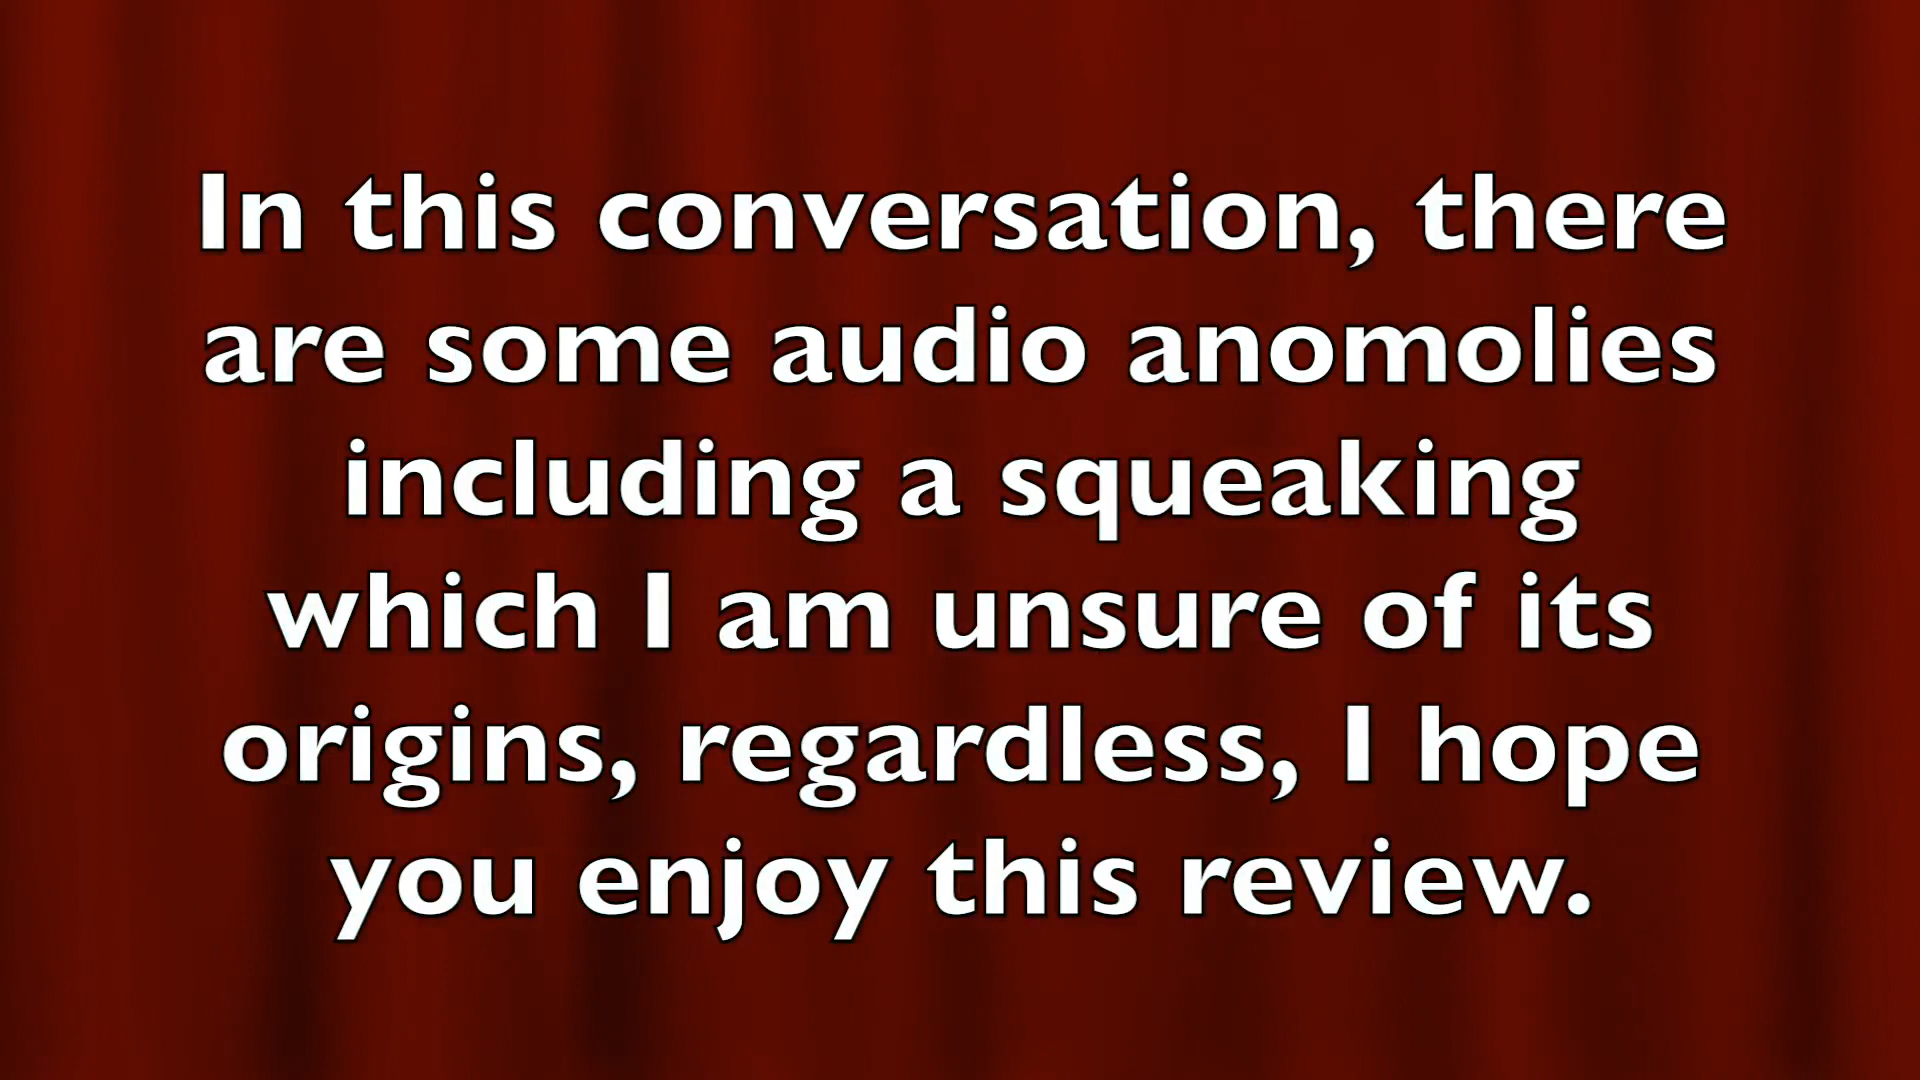 In this conversation, there
are some audio anomolies
including a squeaking
which I am unsure of its
origins, regardless, I hope
you enjoy this review.